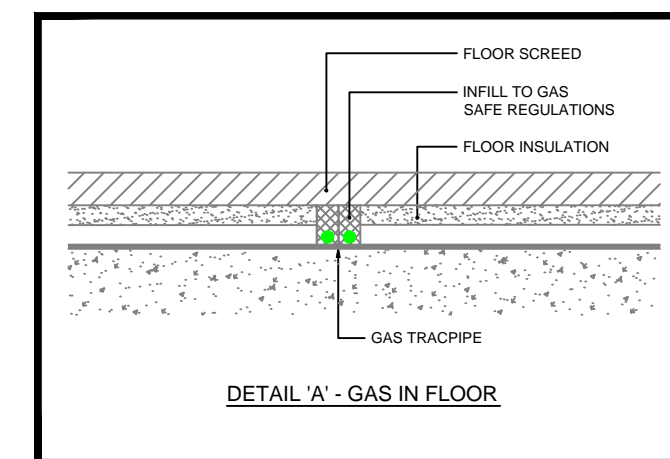 FLOOR SCREED
INFILL TO GAS
SAFE REGULATIONS
FLOOR INSULATION
GAS TRACPIPE
DETAIL 'A' - GAS IN FLOOR